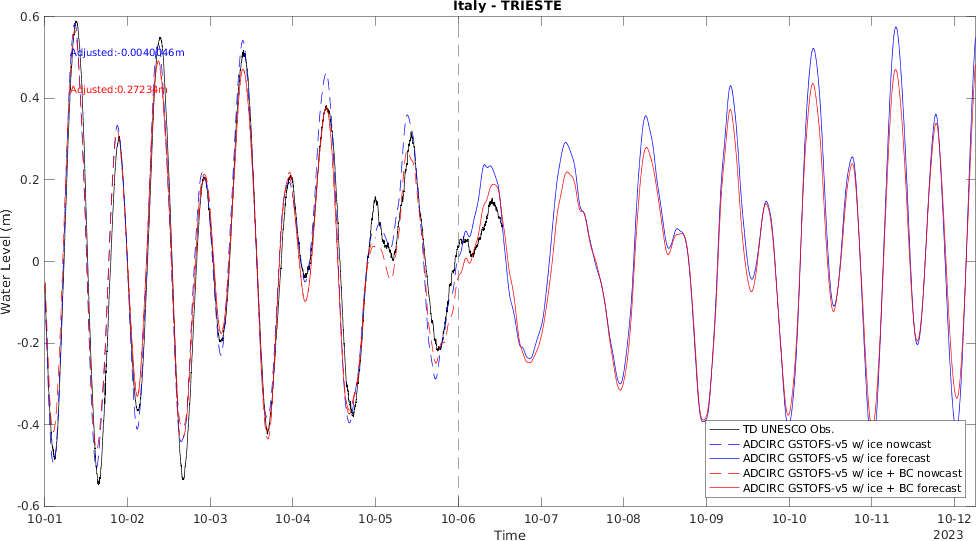 Italy - TRIESTE
Adjusted:-0.0040046m
Adjusted:0.27234m
Water Level (m)
0.6
0.4
0.2
0
-0.2
-0.4
-0.6
TD UNESCO Obs.
ADCIRC GSTOFS-v5 w/ ice nowcast
ADCIRC GSTOFS-v5 w/ ice forecast
ADCIRC GSTOFS-v5 w/ ice + BC nowcast
ADCIRC GSTOFS-v5 w/ ice + BC forecast
10-01 10-02 10-03 10-04 10-05 10-06 10-07 10-08 10-09 10-10 10-11 10-12
2023
Time